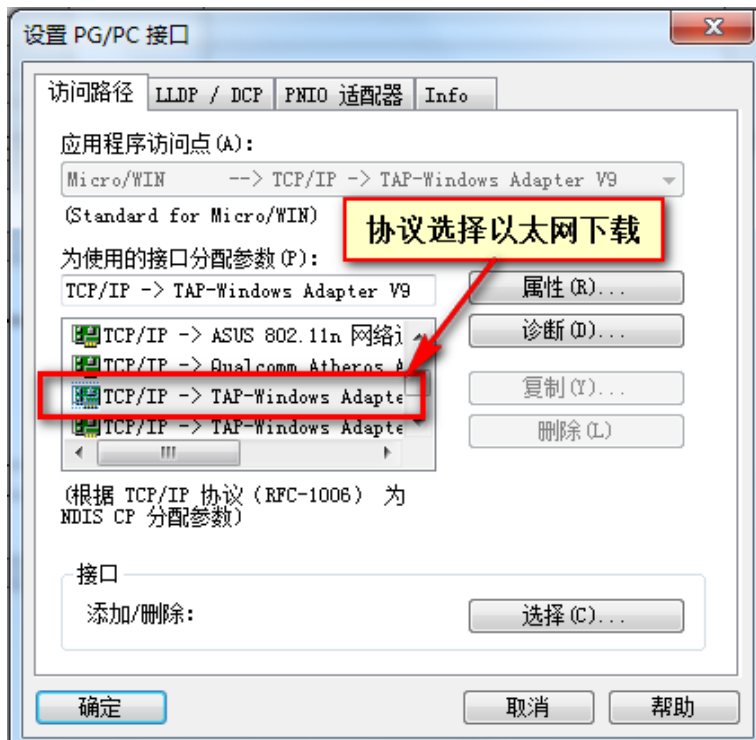 设置 PG/PC 接口
访问路径 LLDP / DCP PNIO 适配器 Info
应用程序访问点(A):
Micro/WIN --> TCP/IP -> TAP-Windows Adapter V9
(Standard for Micro/WIN)
协议选择以太网下载
为使用的接口分配参数(P):
TCP/IP -> TAP-Windows Adapter V9
属性(R)...
TCP/IP -> ASUS 802.11n 网络
诊断(D)...
TCP/IP -> Qualcomm Atheros A
TCP/IP -> TAP-Windows Adapte
复制(Y)...
TCP/IP -> TAP-Windows Adapte
删除(L)
(根据 TCP/IP 协议 (RFC-1006) 为
NDIS CP 分配参数)
接口
添加/删除:
选择(C)...
确定 取消 帮助